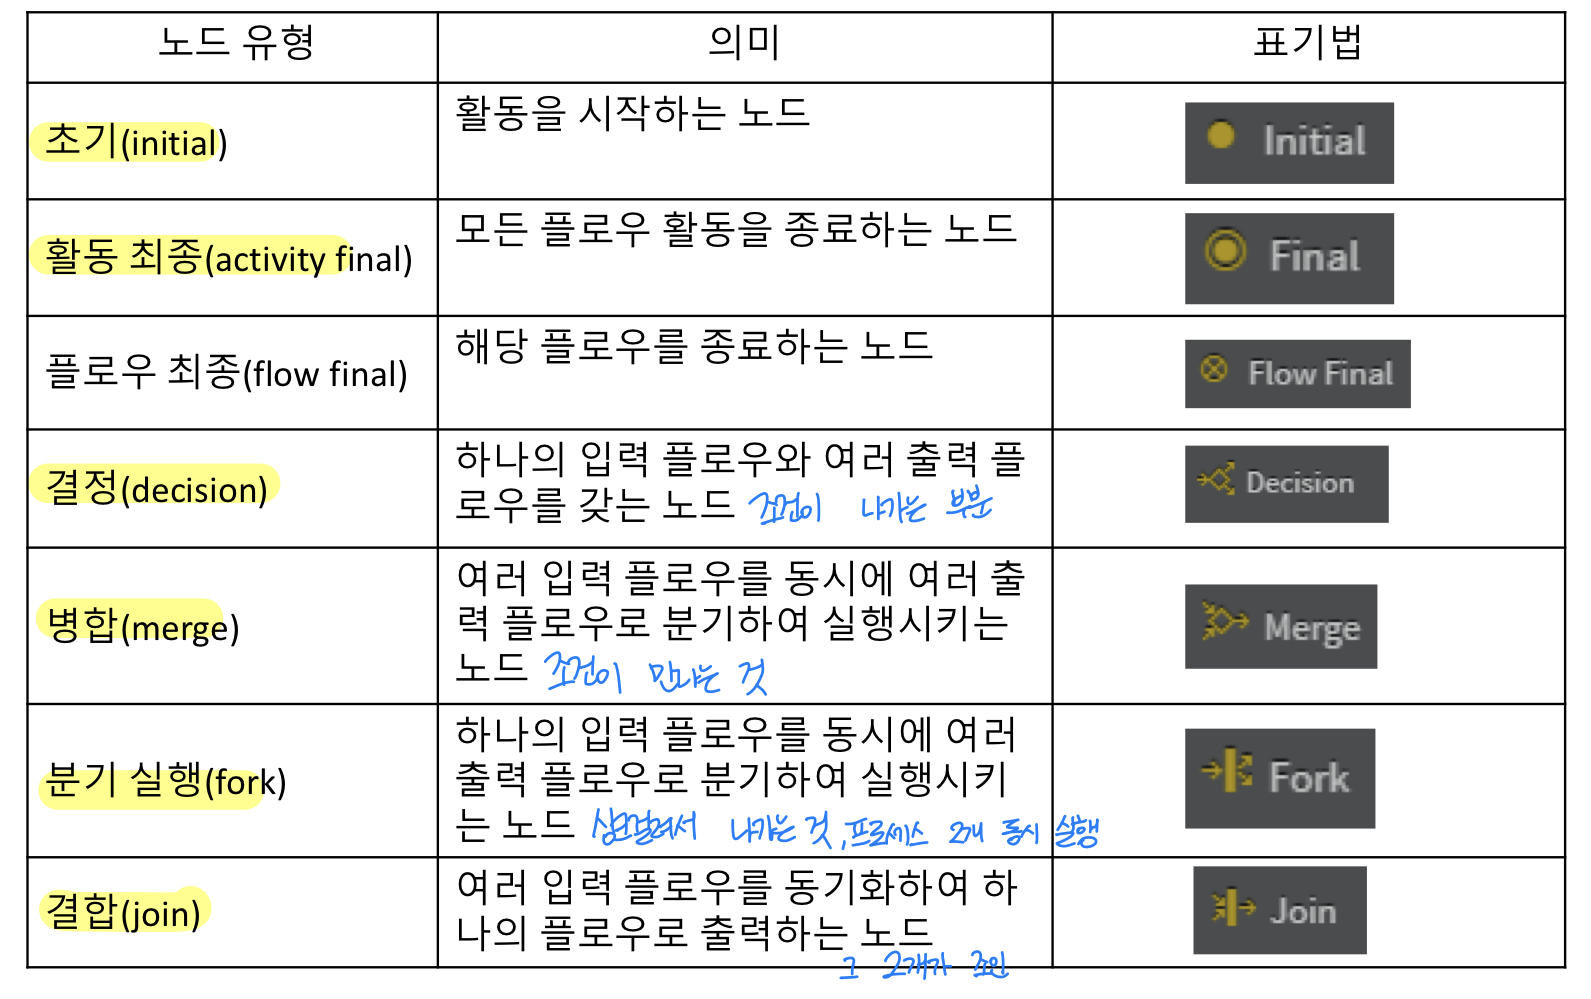 노드 유형
의미
표기법
초기(initial)
활동을 시작하는 노드
Initial
활동 최종(activity final)
모든 플로우 활동을 종료하는 노드
Final
플로우 최종(flow final)
해당 플로우를 종료하는 노드
Flow Final
결정(decision)
하나의 입력 플로우와 여러 출력 플
로우를 갖는 노드 조건이 나가는 부분
Decision
병합(merge)
여러 입력 플로우를 동시에 여러 출
력 플로우로 분기하여 실행시키는
노드 조건이 만나는 것
Merge
분기 실행(fork)
하나의 입력 플로우를 동시에 여러
출력 플로우로 분기하여 실행시키
는 노드 나가는 것, 프로세스 2개 동시 실행
Fork
결합(join)
여러 입력 플로우를 동기화하여 하
나의 플로우로 출력하는 노드
그 2개가 조인
Join